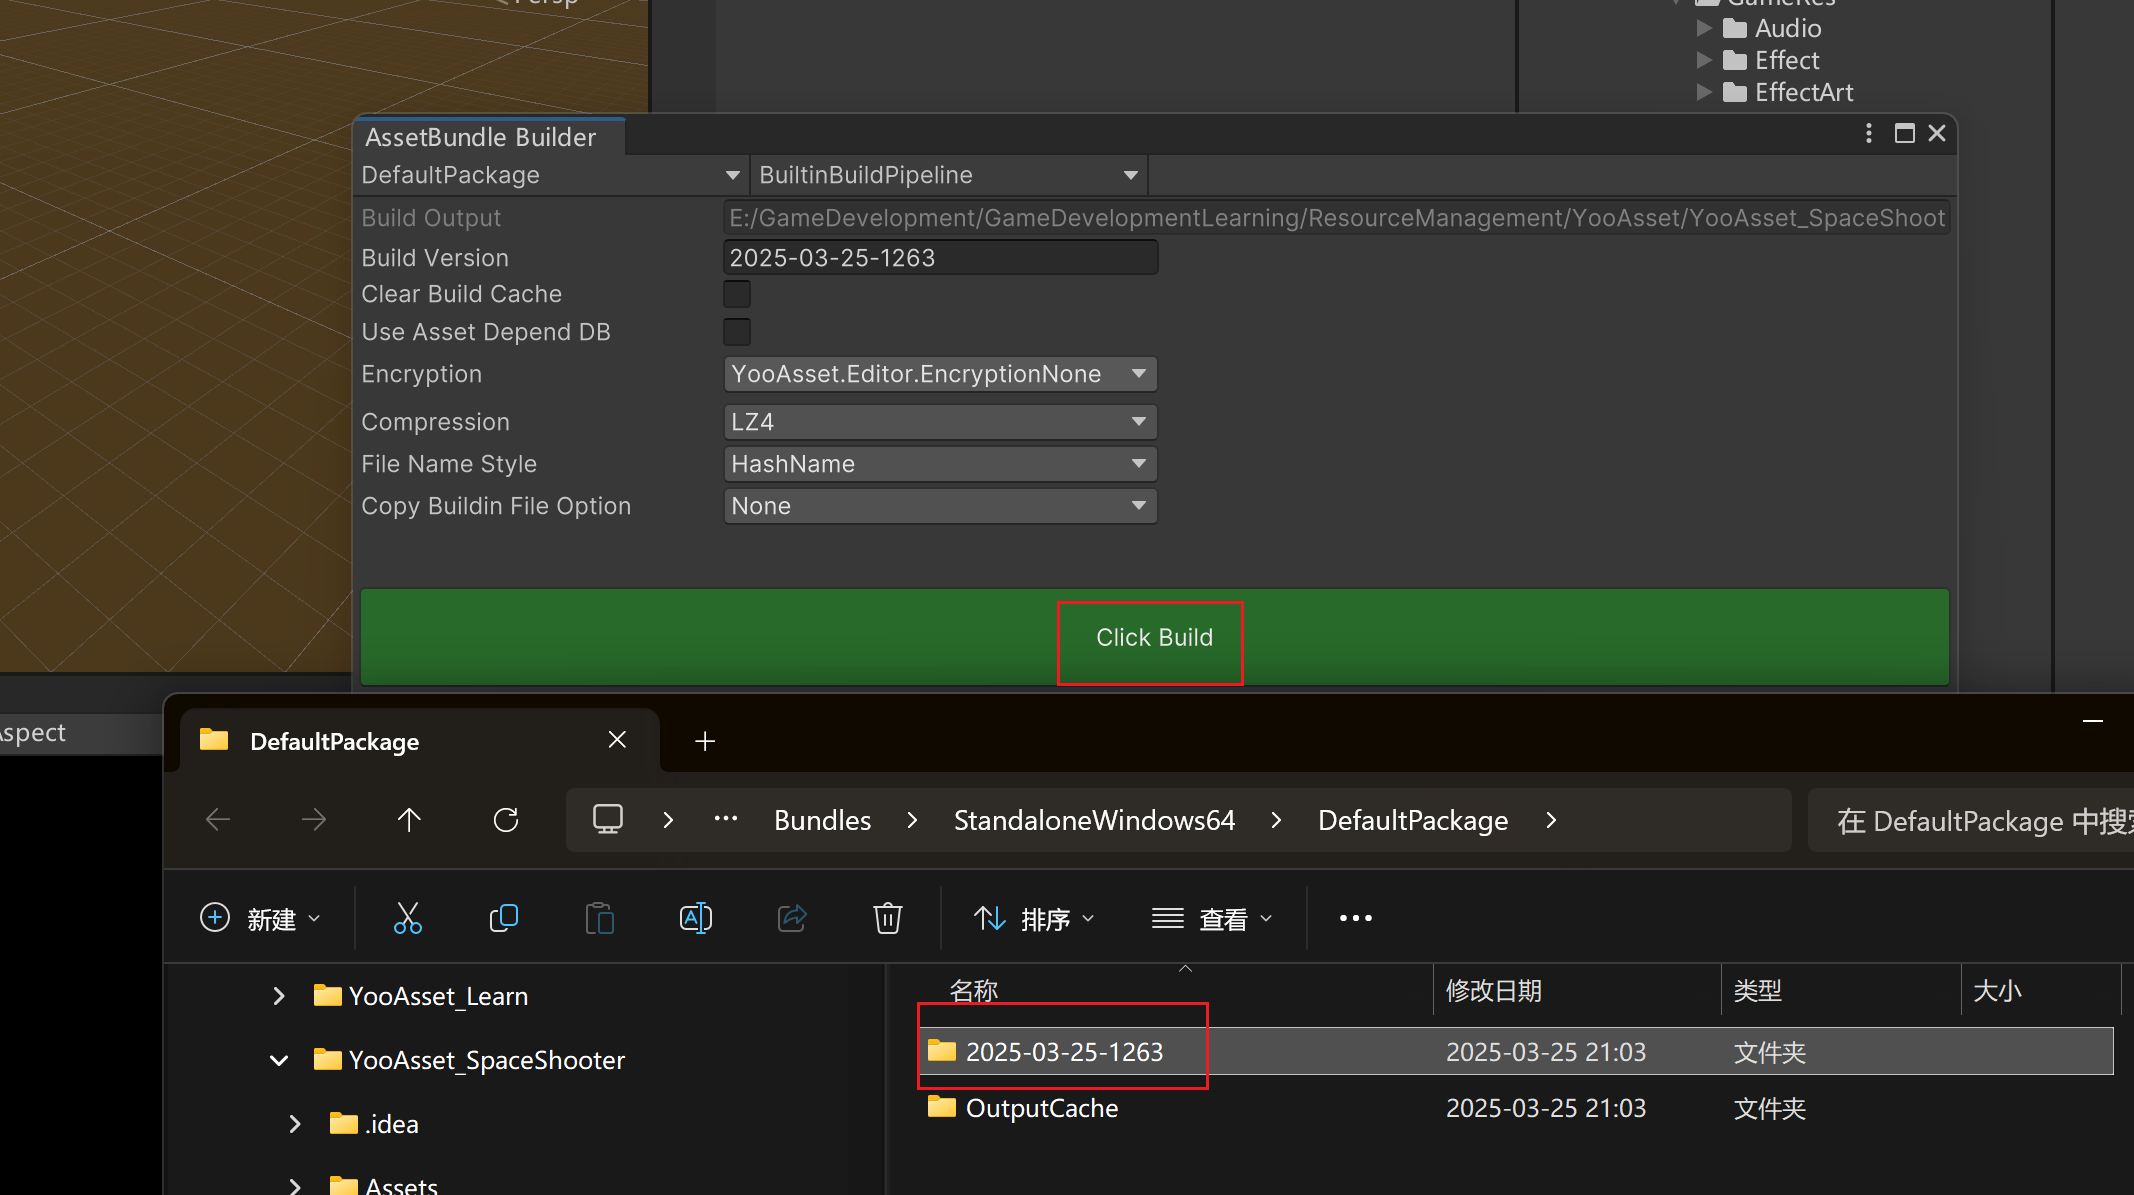 Persp
GameRes
Audio
Effect
EffectArt
AssetBundle Builder
DefaultPackage
BuiltinBuildPipeline
Build Output
E:/GameDevelopment/GameDevelopmentLearning/ResourceManagement/YooAsset/YooAsset_SpaceShoot
Build Version
2025-03-25-1263
Clear Build Cache
Use Asset Depend DB
Encryption
YooAsset.Editor.EncryptionNone
Compression
LZ4
File Name Style
HashName
Copy Buildin File Option
None
Click Build
Aspect
DefaultPackage
Bundles
StandaloneWindows64
DefaultPackage
在 DefaultPackage 中搜索
新建
排序
查看
名称
修改日期
类型
大小
YooAsset_Learn
YooAsset_SpaceShooter
.idea
Assets
2025-03-25-1263
2025-03-25 21:03
文件夹
OutputCache
2025-03-25 21:03
文件夹